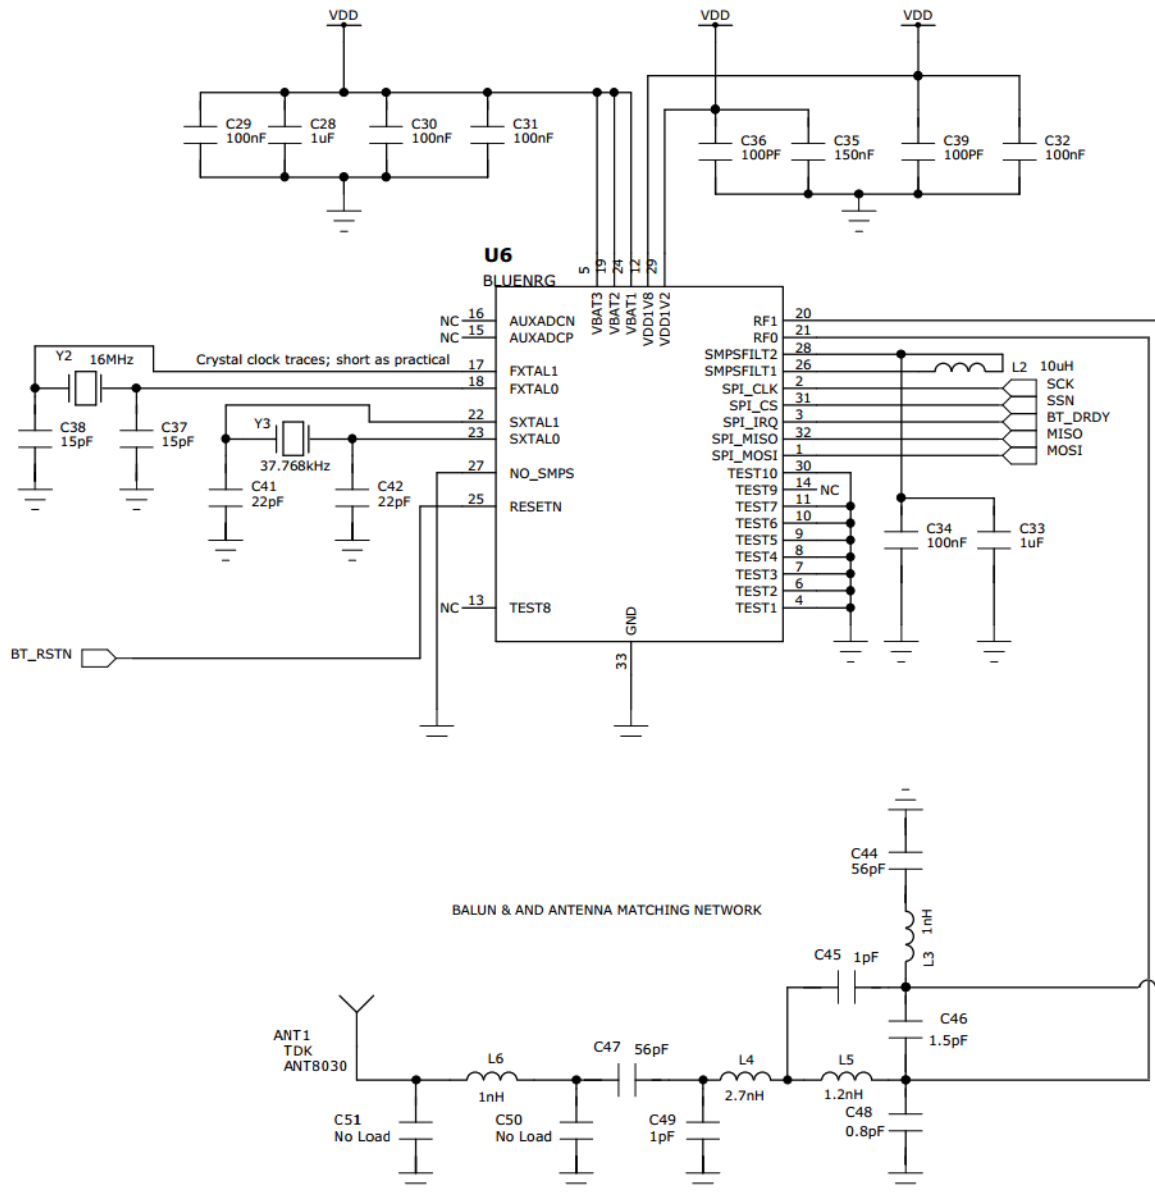 VDD
VDD
VDD
C29
100nF
C28
1uF
C30
100nF
C31
100nF
C36
100PF
C35
150nF
C39
100PF
C32
100nF
U6
BLUENRG
5
19
24
12
29
VBAT3
VBAT2
VBAT1
VDD1V8
VDD1V2
NC 16 AUXADCN
NC 15 AUXADCP
Crystal clock traces; short as practical
17 FXTAL1
18 FXTAL0
22 SXTAL1
23 SXTAL0
27 NO_SMPS
25 RESETN
NC 13 TEST8
Y2
16MHz
C38
15pF
C37
15pF
Y3
37.768kHz
C41
22pF
C42
22pF
BT_RSTN
RF1 20
RF0 21
SMPSFILT2 28
SMPSFILT1 26
SPI_CLK 2
SPI_CS 31
SPI_IRQ 3
SPI_MISO 32
SPI_MOSI 1
TEST10 30
TEST9 14 NC
TEST7 11
TEST6 10
TEST5 9
TEST4 8
TEST3 7
TEST2 6
TEST1 4
L2 10uH
SCK
SSN
BT_DRDY
MISO
MOSI
C34
100nF
C33
1uF
GND
33
BALUN & AND ANTENNA MATCHING NETWORK
C44
56pF
1nH
L3
C45
1pF
C46
1.5pF
ANT1
TDK
ANT8030
L6
1nH
C47
56pF
L4
2.7nH
L5
1.2nH
C51
No Load
C50
No Load
C49
1pF
C48
0.8pF